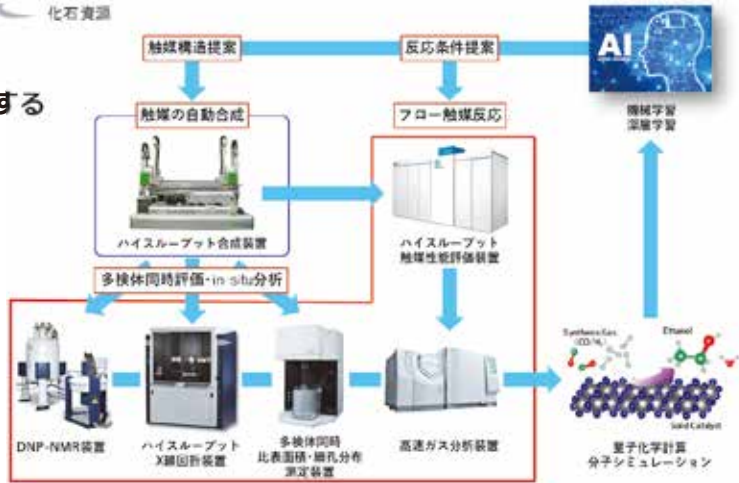 化石資源
触媒構造提案
反応条件提案
AI
する
機械学習
深層学習
触媒の自動合成
フロー触媒反応
ハイスループット合成装置
ハイスループット
触媒性能評価装置
多検体同時評価・in situ分析
Synthesis Gas
(CO/H₂)
Ethanol
Solid Catalyst
DNP-NMR装置
ハイスループット
X線回折装置
多検体同時
比表面積・細孔分布
測定装置
高速ガス分析装置
量子化学計算
分子シミュレーション